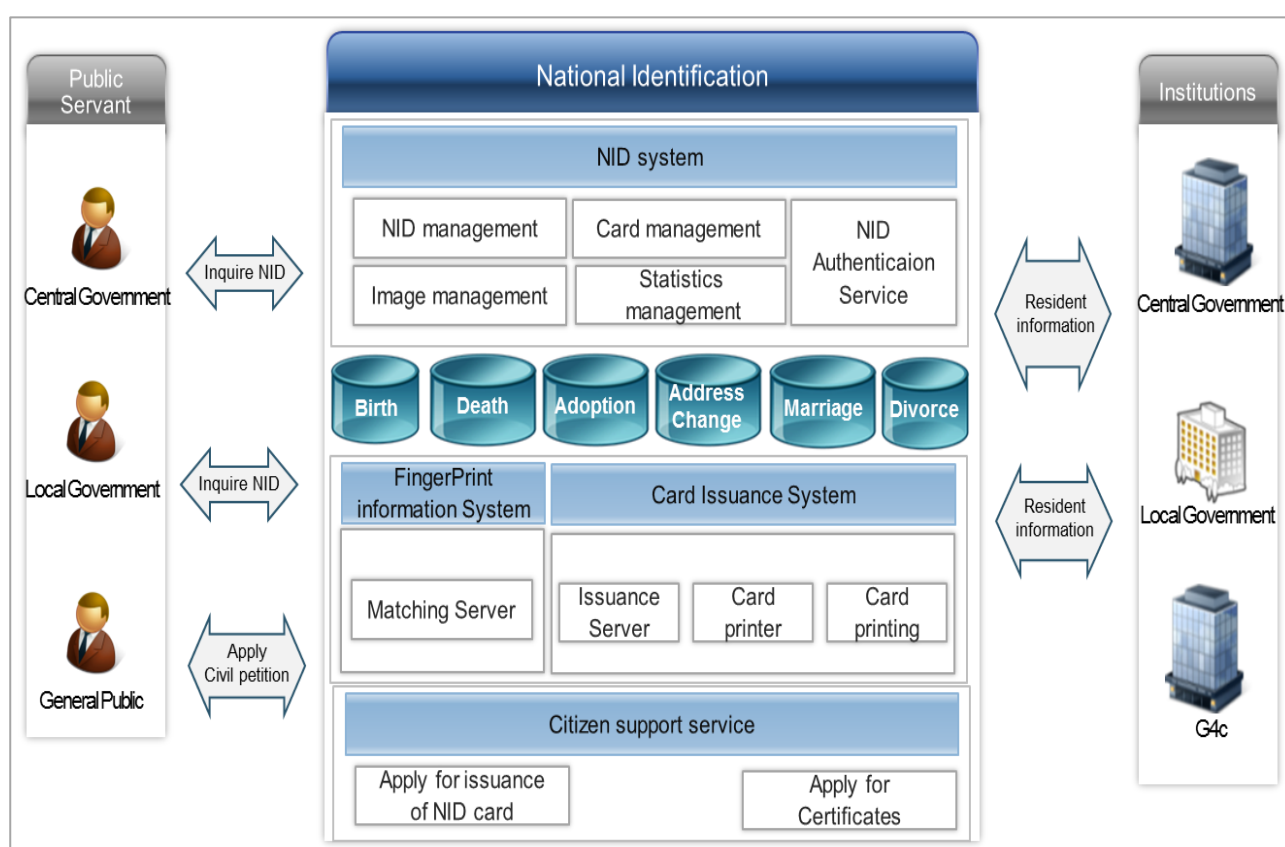 Public
Servant
Central Government
Local Government
General Public
Inquire NID
Inquire NID
Apply
Civil petition
National Identification
NID system
NID management
Card management
NID
Authenticaion
Service
Image management
Statistics
management
Birth
Death
Adoption
Address
Change
Marriage
Divorce
FingerPrint
information System
Card Issuance System
Matching Server
Issuance
Server
Card
printer
Card
printing
Citizen support service
Apply for issuance
of NID card
Apply for
Certificates
Resident
information
Resident
information
Institutions
Central Government
Local Government
G4c